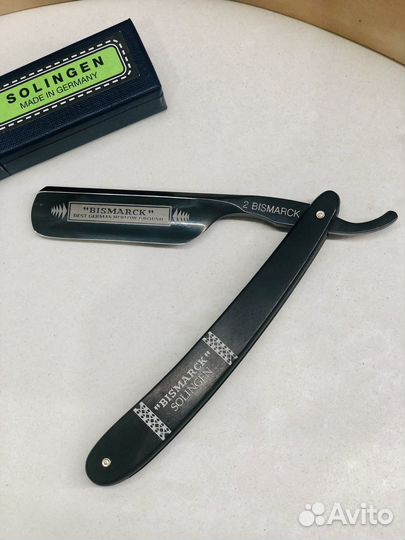 SOLINGEN
MADE IN GERMANY
"BISMARCK"
BEST GERMAN HOLLOW GROUND
2 BISMARCK
"BISMARCK"
SOLINGEN
Avito